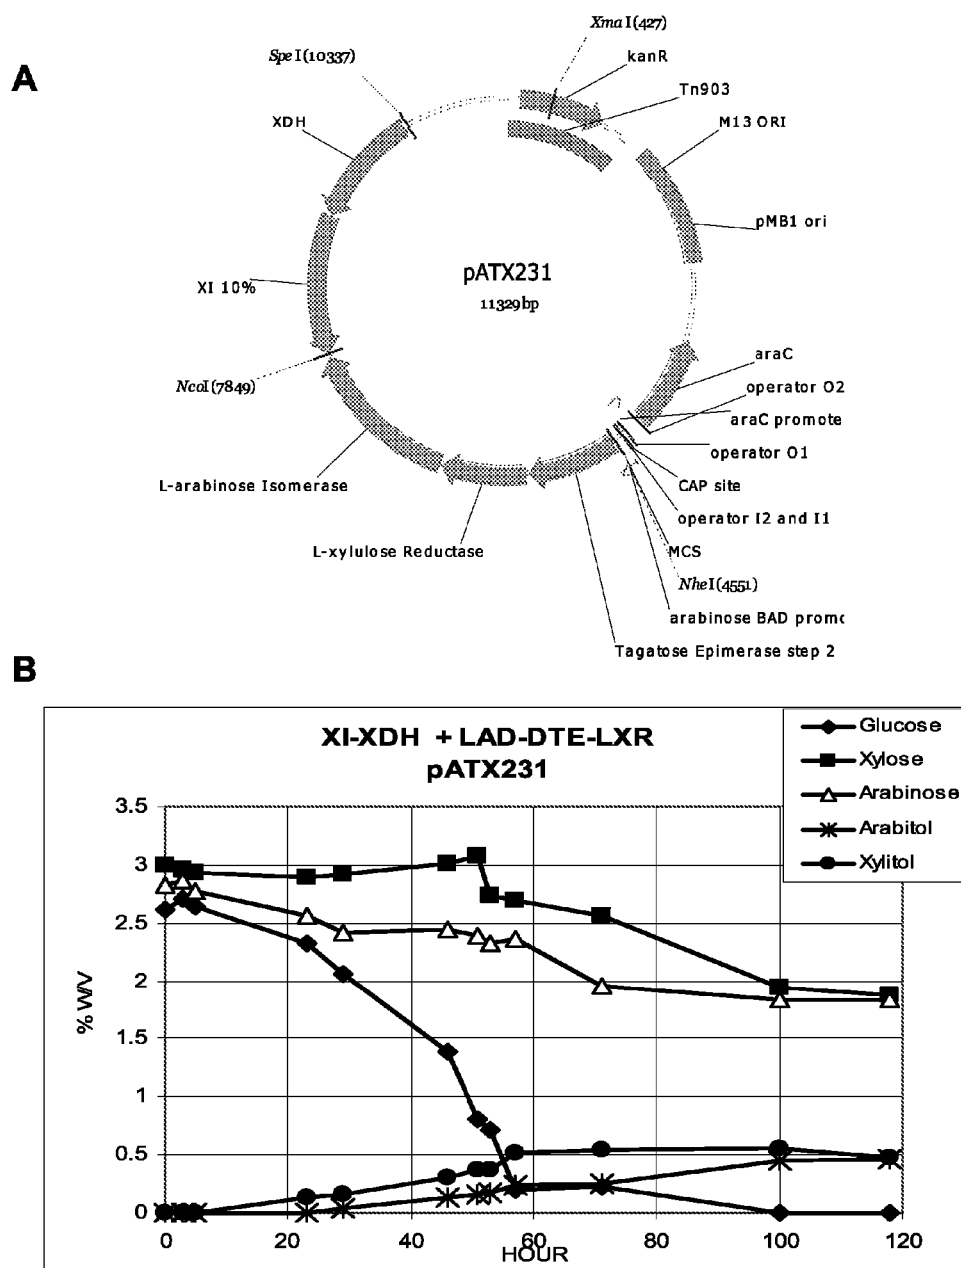 A
XmaI(427)
kanR
SpeI(10337)
Tn903
XDH
M13 ORI
pMB1 ori
pATX231
11329bp
XI 10%
araC
NcoI(7849)
operator O2
araC promote
operator O1
L-arabinose Isomerase
CAP site
operator I2 and I1
L-xylulose Reductase
MCS
NheI(4551)
arabinose BAD promc
Tagatose Epimerase step 2
B
XI-XDH + LAD-DTE-LXR
pATX231
Glucose
Xylose
Arabinose
Arabitol
Xylitol
% W/V
3.5
3
2.5
2
1.5
1
0.5
0
0 20 40 60 80 100 120
HOUR